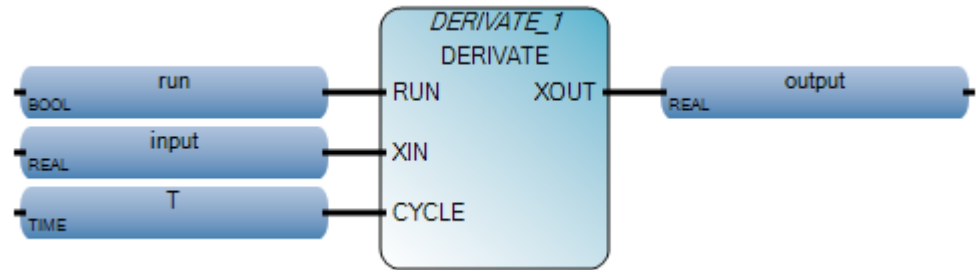 DERIVATE_1
DERIVATE
run
BOOL
RUN
XOUT
output
REAL
input
REAL
XIN
T
TIME
CYCLE